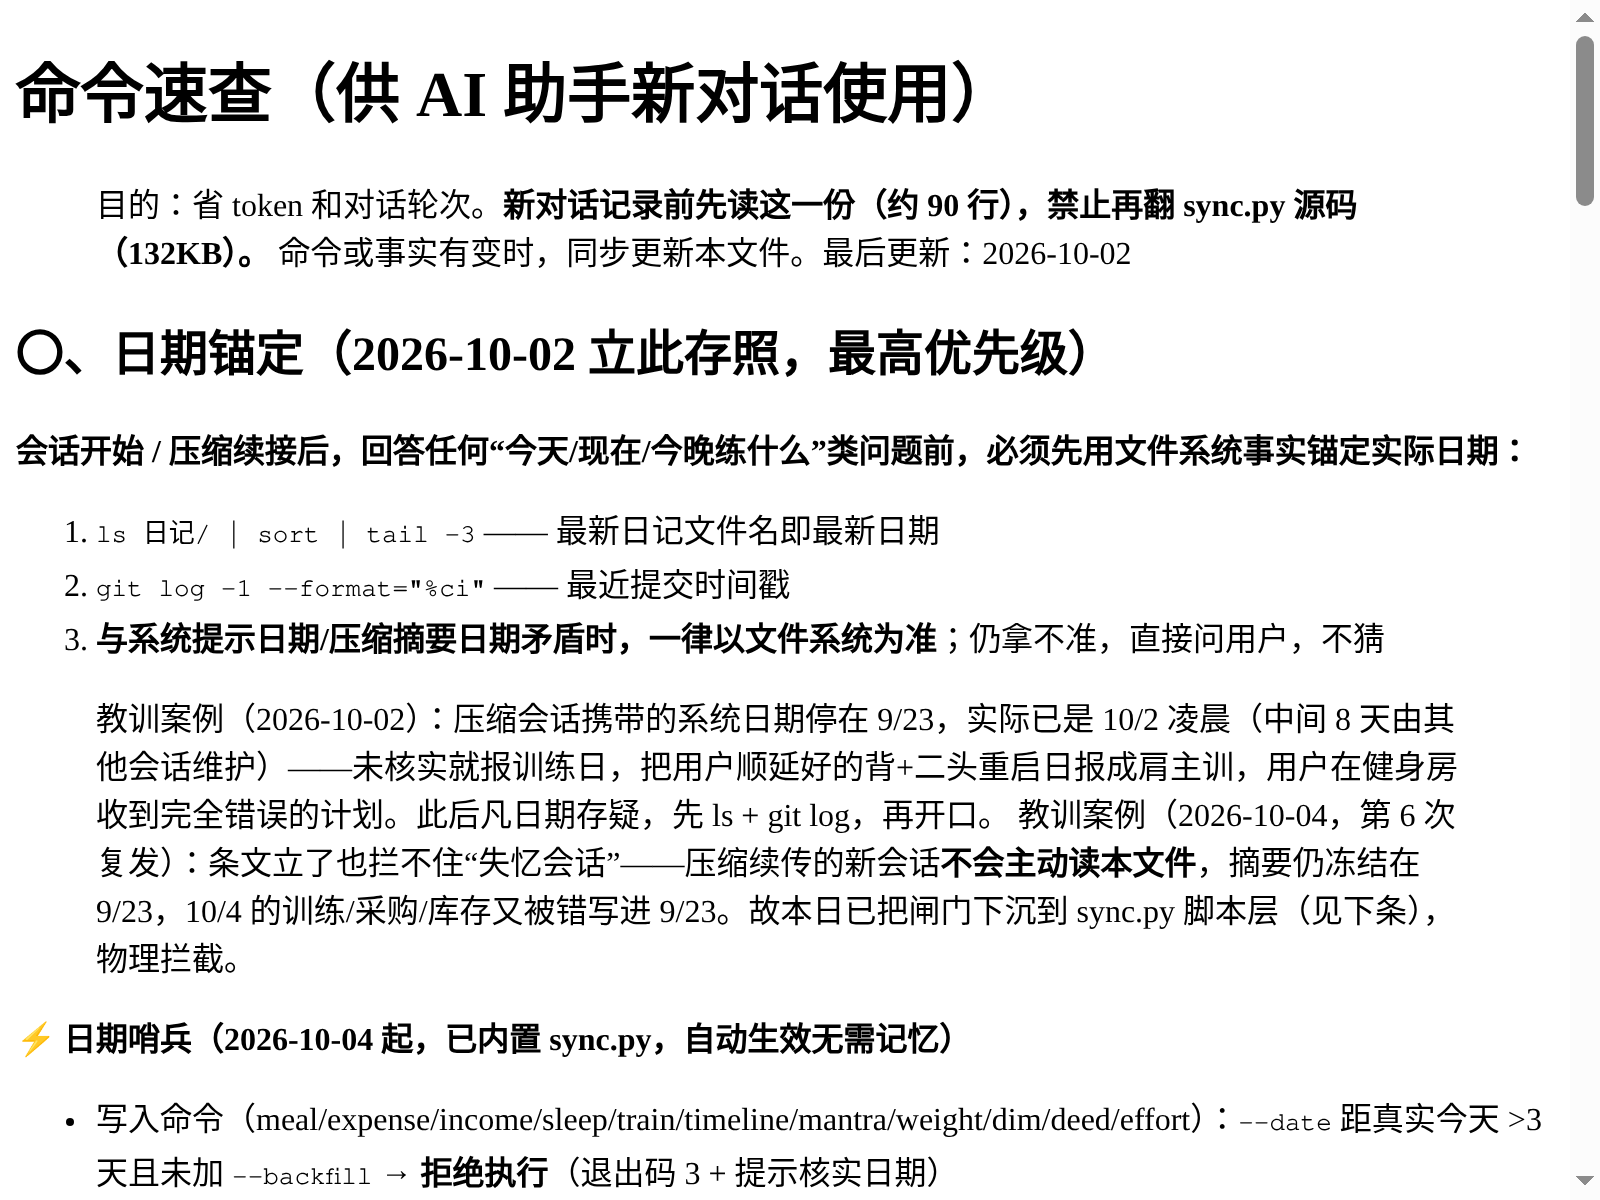 命令速查（供 AI 助手新对话使用）
目的：省 token 和对话轮次。新对话记录前先读这一份（约 90 行），禁止再翻 sync.py 源码
（132KB）。 命令或事实有变时，同步更新本文件。最后更新：2026-10-02
〇、日期锚定（2026-10-02 立此存照，最高优先级）
会话开始 / 压缩续接后，回答任何“今天/现在/今晚练什么”类问题前，必须先用文件系统事实锚定实际日期：
1. ls 日记/ | sort | tail -3 —— 最新日记文件名即最新日期
2. git log -1 --format="%ci" —— 最近提交时间戳
3. 与系统提示日期/压缩摘要日期矛盾时，一律以文件系统为准；仍拿不准，直接问用户，不猜
教训案例（2026-10-02）：压缩会话携带的系统日期停在 9/23，实际已是 10/2 凌晨（中间 8 天由其
他会话维护）——未核实就报训练日，把用户顺延好的背+二头重启日报成肩主训，用户在健身房
收到完全错误的计划。此后凡日期存疑，先 ls + git log，再开口。 教训案例（2026-10-04，第 6 次
复发）：条文立了也拦不住“失忆会话”——压缩续传的新会话不会主动读本文件，摘要仍冻结在
9/23，10/4 的训练/采购/库存又被错写进 9/23。故本日已把闸门下沉到 sync.py 脚本层（见下条），
物理拦截。
⚡ 日期哨兵（2026-10-04 起，已内置 sync.py，自动生效无需记忆）
• 写入命令（meal/expense/income/sleep/train/timeline/mantra/weight/dim/deed/effort）：--date 距真实今天 >3
天且未加 --backfill → 拒绝执行（退出码 3 + 提示核实日期）